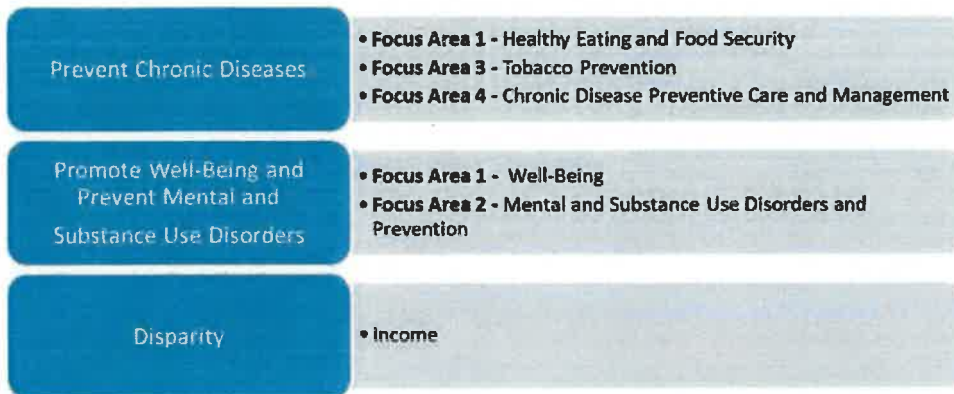 Prevent Chronic Diseases
• Focus Area 1 - Healthy Eating and Food Security
• Focus Area 3 - Tobacco Prevention
• Focus Area 4 - Chronic Disease Preventive Care and Management
Promote Well-Being and
Prevent Mental and
Substance Use Disorders
• Focus Area 1 - Well-Being
• Focus Area 2 - Mental and Substance Use Disorders and
Prevention
Disparity
• Income